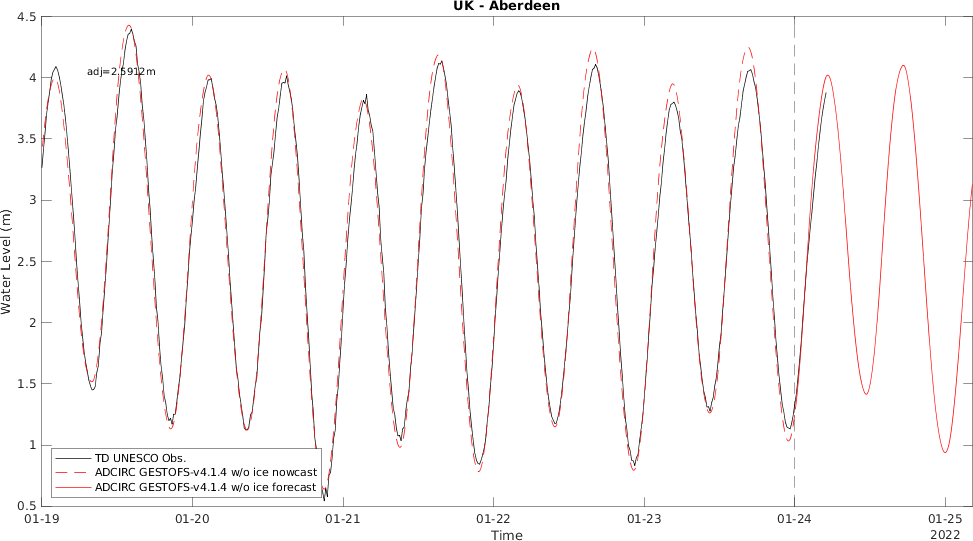 UK - Aberdeen
4.5
4
3.5
3
2.5
2
1.5
1
0.5
Water Level (m)
adj=2.5912m
TD UNESCO Obs.
ADCIRC GESTOFS-v4.1.4 w/o ice nowcast
ADCIRC GESTOFS-v4.1.4 w/o ice forecast
01-19 01-20 01-21 01-22 01-23 01-24 01-25
Time
2022